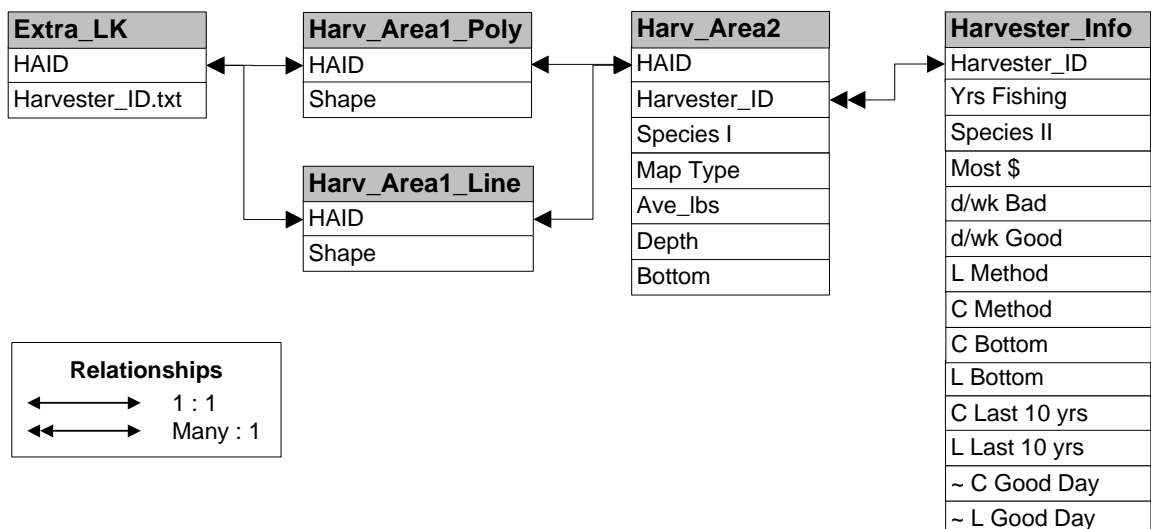 Extra_LK
HAID
Harvester_ID.txt
Harv_Area1_Poly
HAID
Shape
Harv_Area1_Line
HAID
Shape
Harv_Area2
HAID
Harvester_ID
Species I
Map Type
Ave_lbs
Depth
Bottom
Harvester_Info
Harvester_ID
Yrs Fishing
Species II
Most $
d/wk Bad
d/wk Good
L Method
C Method
C Bottom
L Bottom
C Last 10 yrs
L Last 10 yrs
~ C Good Day
~ L Good Day
Relationships
1 : 1
Many : 1